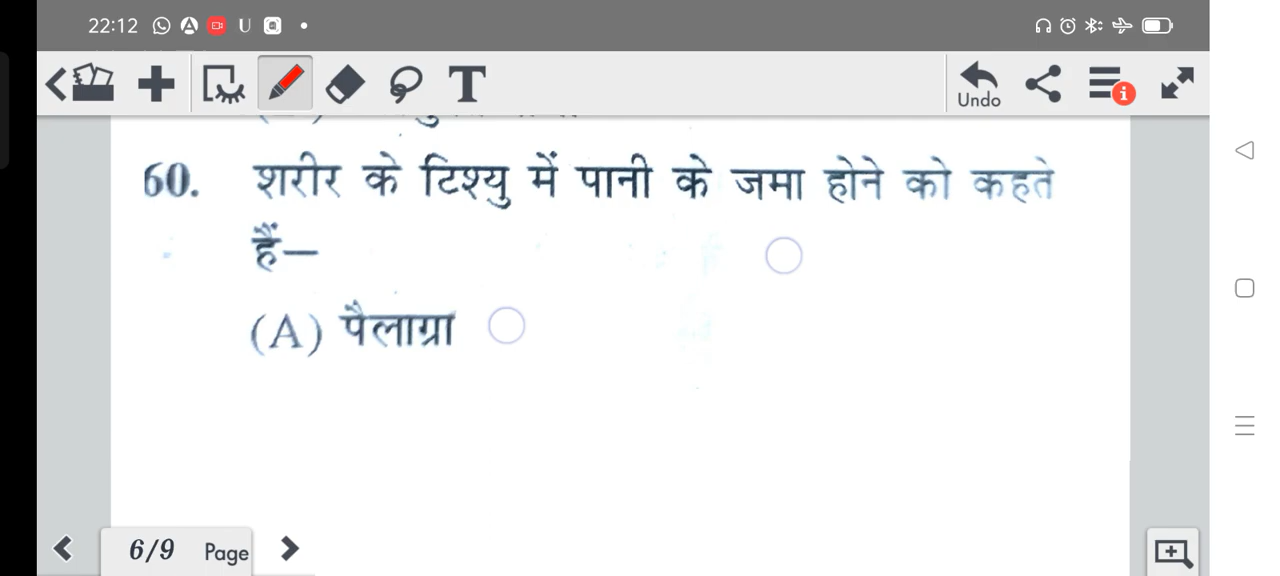 22:12 U
T
Undo
60. शरीर के टिश्यु में पानी के जमा होने को कहते
हैं—
(A) पैलाग्रा
6/9 Page